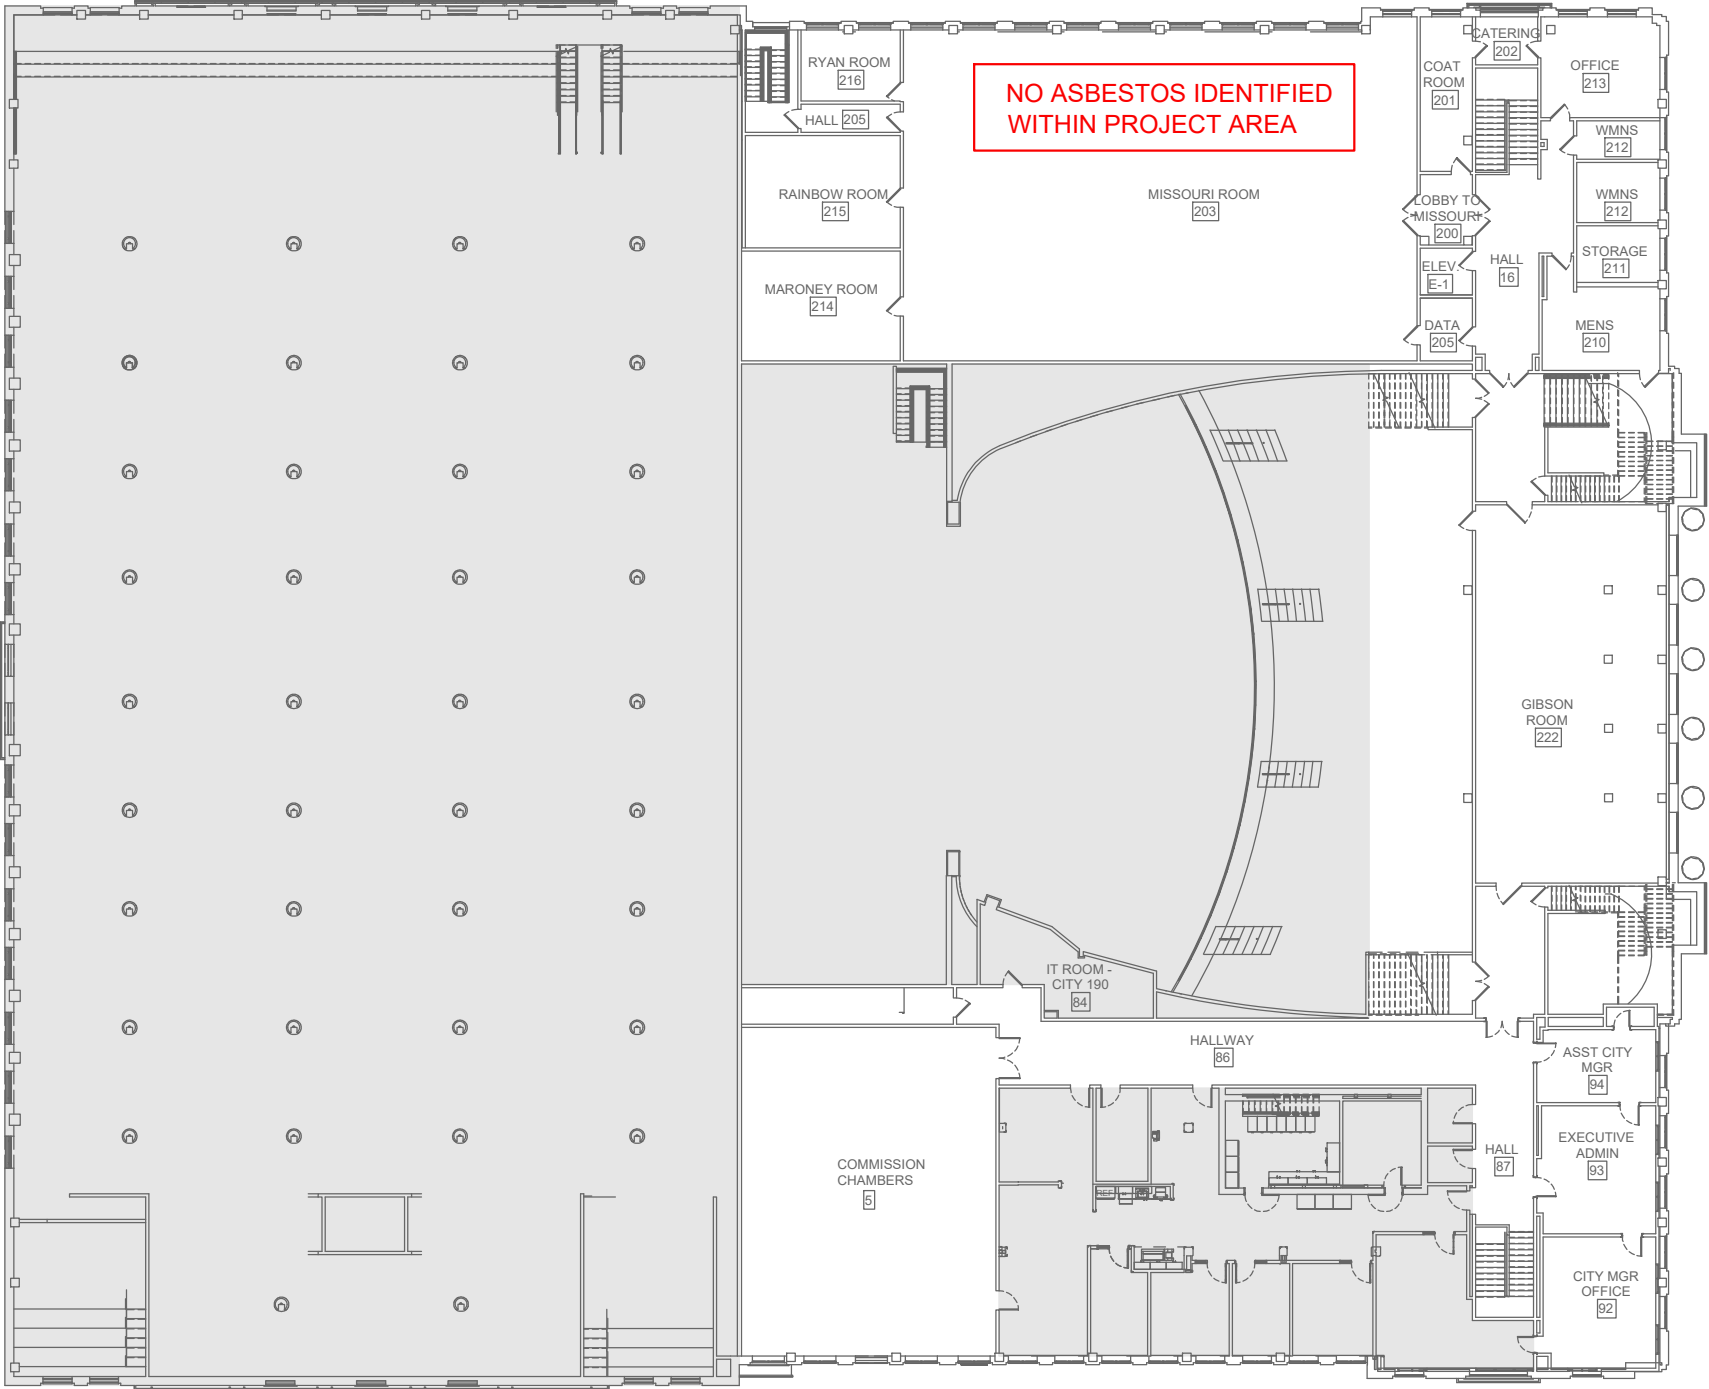 RYAN ROOM
216
HALL 205
RAINBOW ROOM
215
MARONEY ROOM
214
NO ASBESTOS IDENTIFIED
WITHIN PROJECT AREA
MISSOURI ROOM
203
COAT
ROOM
201
CATERING
202
OFFICE
213
WMNS
212
WMNS
212
LOBBY TO
MISSOURI
200
STORAGE
211
ELEV.
E-1
HALL
16
DATA
205
MENS
210
GIBSON
ROOM
222
IT ROOM -
CITY 190
84
HALLWAY
86
ASST CITY
MGR
94
COMMISSION
CHAMBERS
5
REF
HALL
87
EXECUTIVE
ADMIN
93
CITY MGR
OFFICE
92